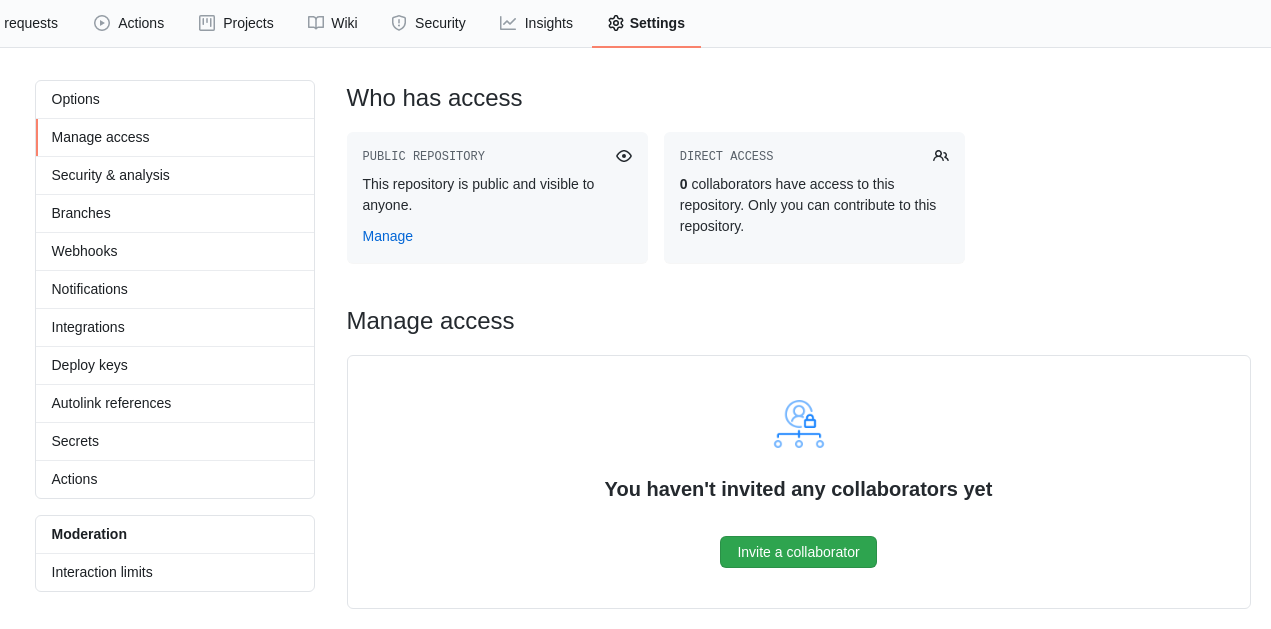 requests Actions Projects Wiki Security Insights Settings
Options
Manage access
Security & analysis
Branches
Webhooks
Notifications
Integrations
Deploy keys
Autolink references
Secrets
Actions
Moderation
Interaction limits
Who has access
PUBLIC REPOSITORY
This repository is public and visible to
anyone.
Manage
DIRECT ACCESS
0 collaborators have access to this
repository. Only you can contribute to this
repository.
Manage access
You haven't invited any collaborators yet
Invite a collaborator